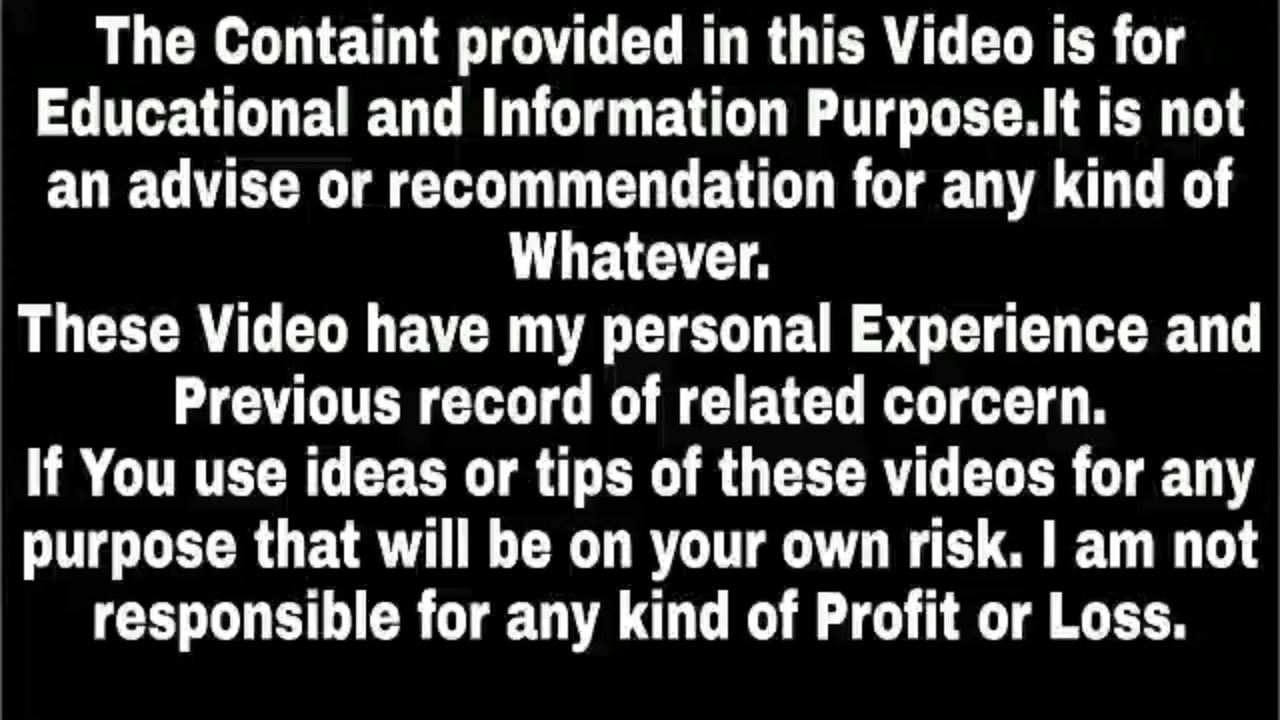 The Containt provided in this Video is for
Educational and Information Purpose.It is not
an advise or recommendation for any kind of
Whatever.
These Video have my personal Experience and
Previous record of related corcern.
If You use ideas or tips of these videos for any
purpose that will be on your own risk. I am not
responsible for any kind of Profit or Loss.